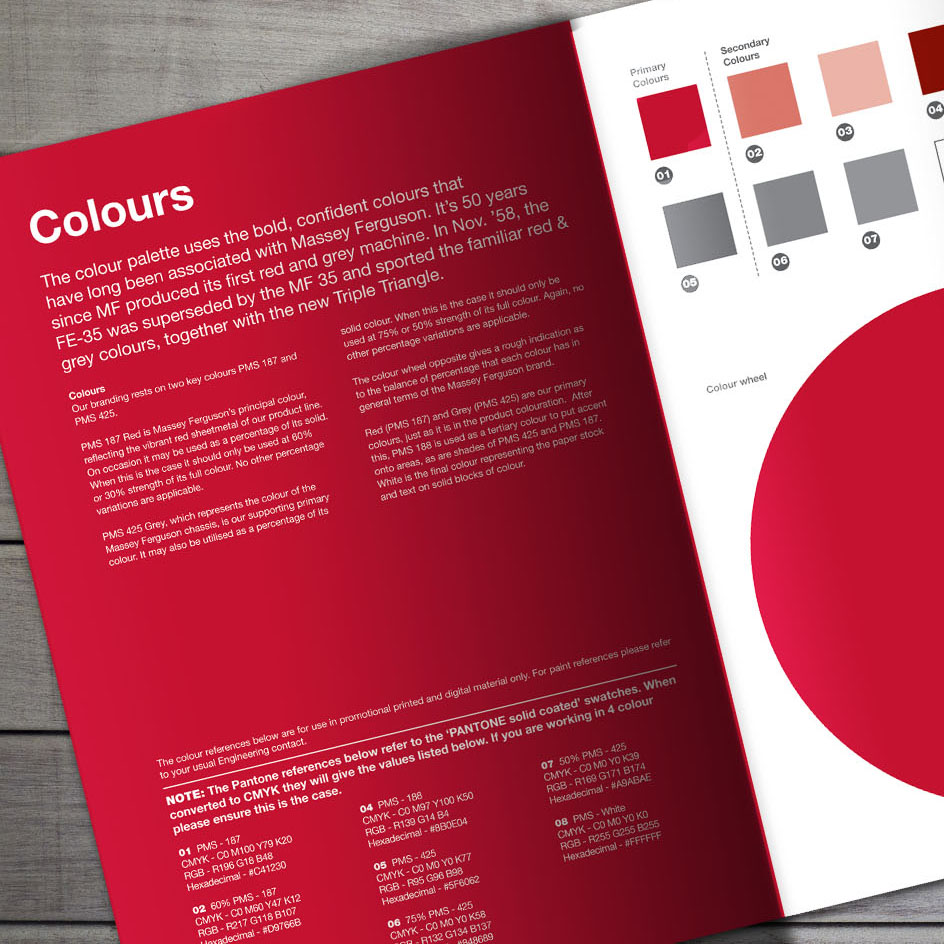 Colours
The colour palette uses the bold, confident colours that
have long been associated with Massey Ferguson. It's 50 years
since MF produced its first red and grey machine. In Nov. '58, the
FE-35 was superseded by the MF 35 and sported the familiar red &
grey colours, together with the new Triple Triangle.
Colours
Our branding rests on two key colours PMS 187 and
PMS 425.
PMS 187 Red is Massey Ferguson's principal colour,
reflecting the vibrant red sheetmetal of our product line.
On occasion it may be used as a percentage of its solid.
When this is the case it should only be used at 60%
or 30% strength of its full colour. No other percentage
variations are applicable.
PMS 425 Grey, which represents the colour of the
Massey Ferguson chassis, is our supporting primary
colour. It may also be utilised as a percentage of its
solid colour. When this is the case it should only be
used at 75% or 50% strength of its full colour. Again, no
other percentage variations are applicable.
The colour wheel opposite gives a rough indication as
to the balance of percentage that each colour has in
general terms of the Massey Ferguson brand.
Red (PMS 187) and Grey (PMS 425) are our primary
colours, just as it is in the product colouration. After
this, PMS 188 is used as a tertiary colour to put accent
onto areas, as are shades of PMS 425 and PMS 187.
White is the final colour representing the paper stock
and text on solid blocks of colour.
The colour references below are for use in promotional printed and digital material only. For paint references please refer
to your usual Engineering contact.
NOTE: The Pantone references below refer to the 'PANTONE solid coated' swatches. When
converted to CMYK they will give the values listed below. If you are working in 4 colour
please ensure this is the case.
01 PMS - 187
CMYK - C0 M100 Y79 K20
RGB - R196 G18 B48
Hexadecimal - #C41230
02 60% PMS - 187
CMYK - C0 M60 Y47 K12
RGB - R217 G118 B107
Hexadecimal - #D9766B
04 PMS - 188
CMYK - C0 M97 Y100 K50
RGB - R139 G14 B4
Hexadecimal - #8B0E04
05 PMS - 425
CMYK - C0 M0 Y0 K77
RGB - R95 G96 B98
Hexadecimal - #5F6062
06 75% PMS - 425
CMYK - C0 M0 Y0 K58
RGB - R132 G134 B137
#848689
07 50% PMS - 425
CMYK - C0 M0 Y0 K39
RGB - R169 G171 B174
Hexadecimal - #A9ABAE
08 PMS - White
CMYK - C0 M0 Y0 K0
RGB - R255 G255 B255
Hexadecimal - #FFFFFF
Primary
Colours
Secondary
Colours
01
02
03
04
05
06
07
Colour wheel